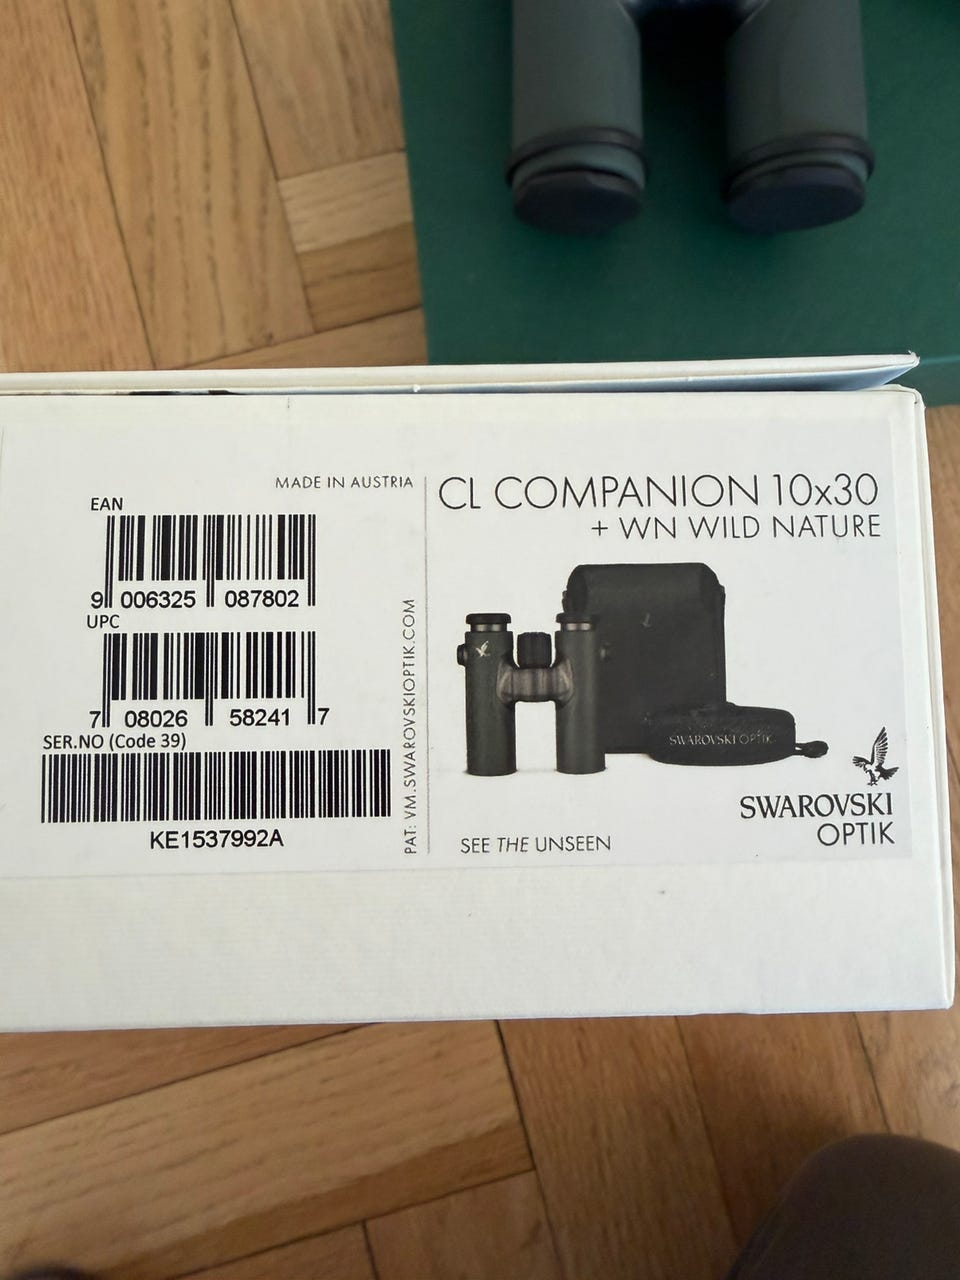 MADE IN AUSTRIA
EAN
9 006325 087802
UPC
7 08026 58241 7
SER.NO (Code 39)
KE1537992A
PAT: VM.SWAROVSKIOPTIK.COM
CL COMPANION 10x30
+ WN WILD NATURE
SWAROVSKI OPTIK
SEE THE UNSEEN
SWAROVSKI
OPTIK